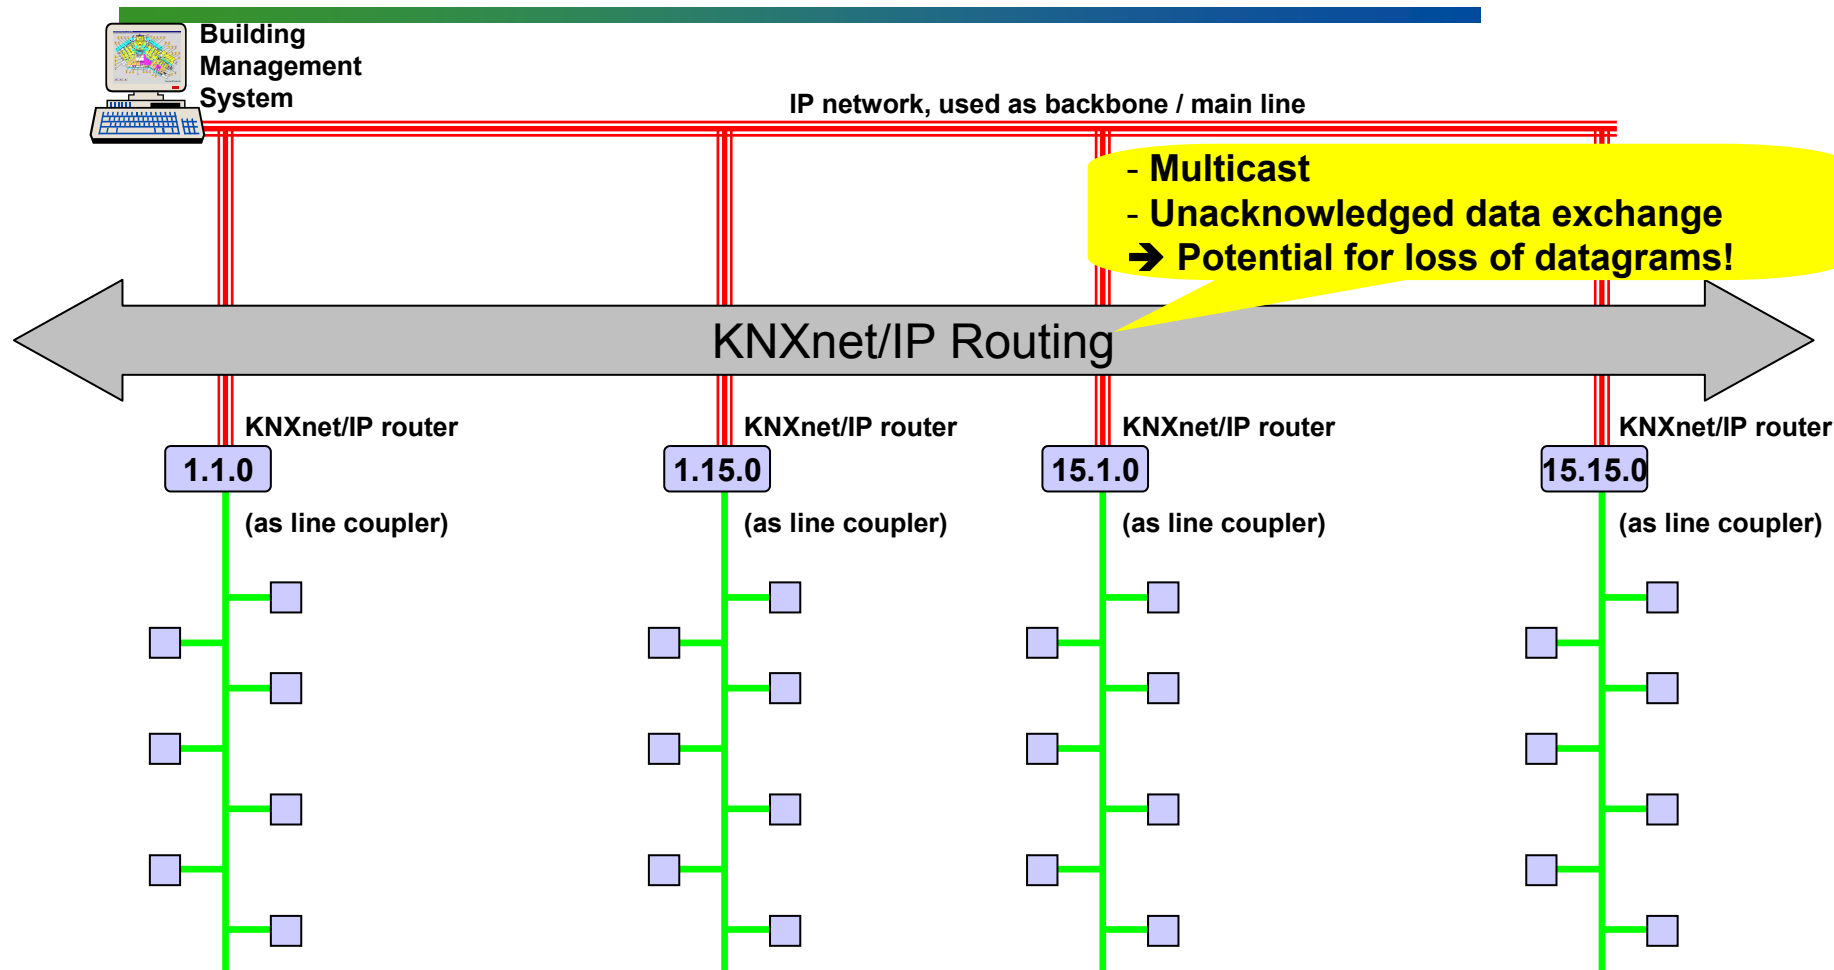 Building
Management
System
IP network, used as backbone / main line
- Multicast
- Unacknowledged data exchange
➔ Potential for loss of datagrams!
KNXnet/IP Routing
KNXnet/IP router
KNXnet/IP router
KNXnet/IP router
KNXnet/IP router
1.1.0
1.15.0
15.1.0
15.15.0
(as line coupler)
(as line coupler)
(as line coupler)
(as line coupler)